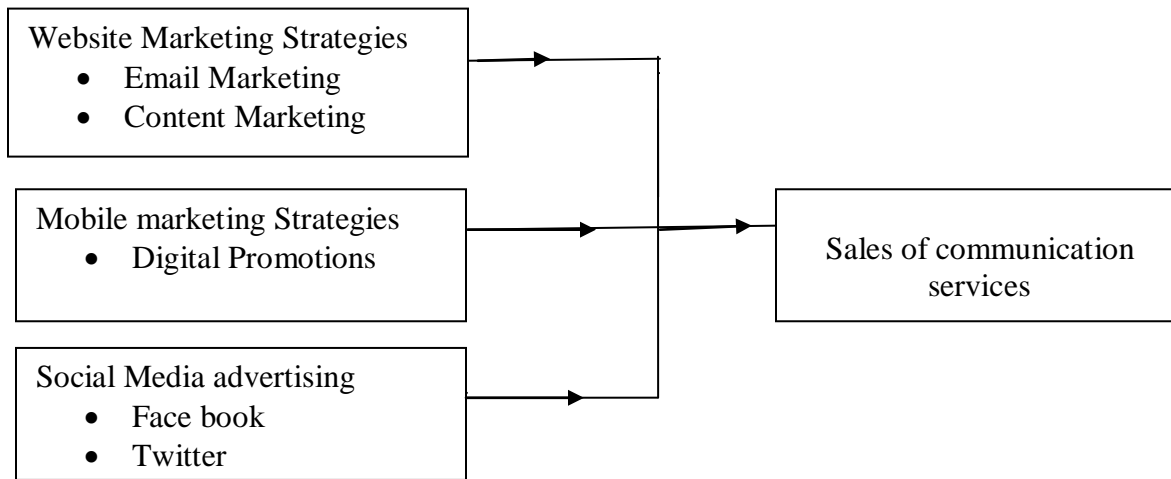 Website Marketing Strategies
• Email Marketing
• Content Marketing
Mobile marketing Strategies
• Digital Promotions
Sales of communication
services
Social Media advertising
• Face book
• Twitter